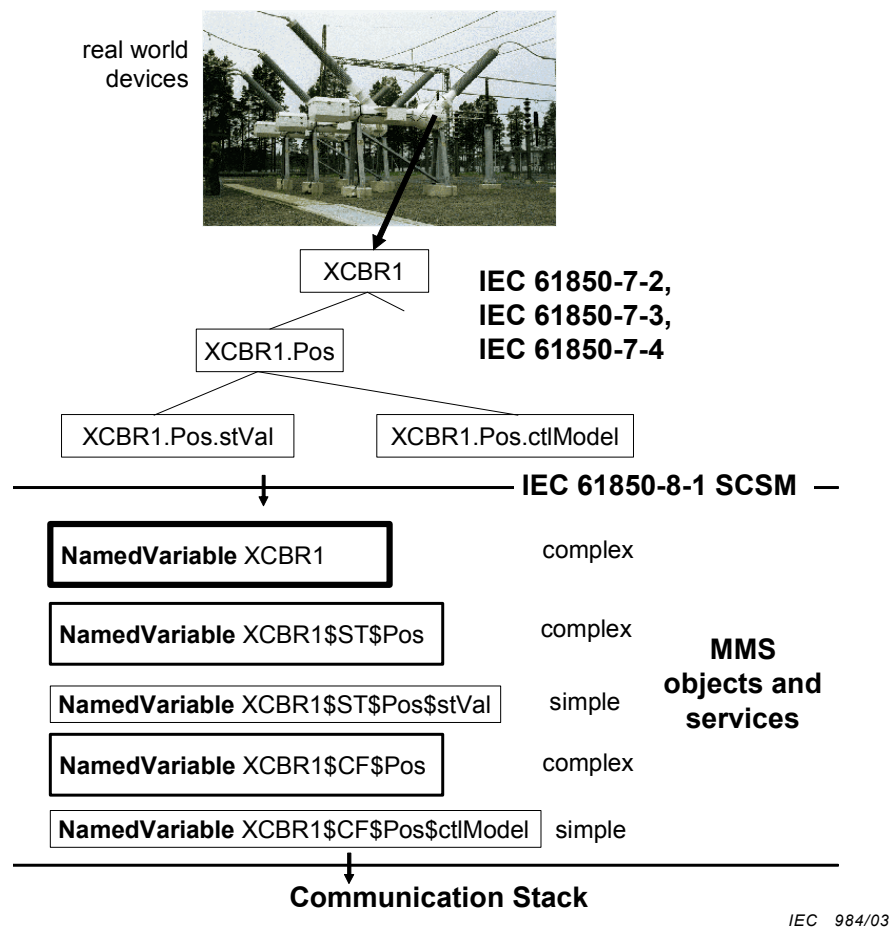 real world
devices
XCBR1
IEC 61850-7-2,
IEC 61850-7-3,
IEC 61850-7-4
XCBR1.Pos
XCBR1.Pos.stVal
XCBR1.Pos.ctlModel
IEC 61850-8-1 SCSM
NamedVariable XCBR1
complex
NamedVariable XCBR1$ST$Pos
complex
MMS
objects and
services
NamedVariable XCBR1$ST$Pos$stVal
simple
NamedVariable XCBR1$CF$Pos
complex
NamedVariable XCBR1$CF$Pos$ctlModel
simple
Communication Stack
IEC 984/03